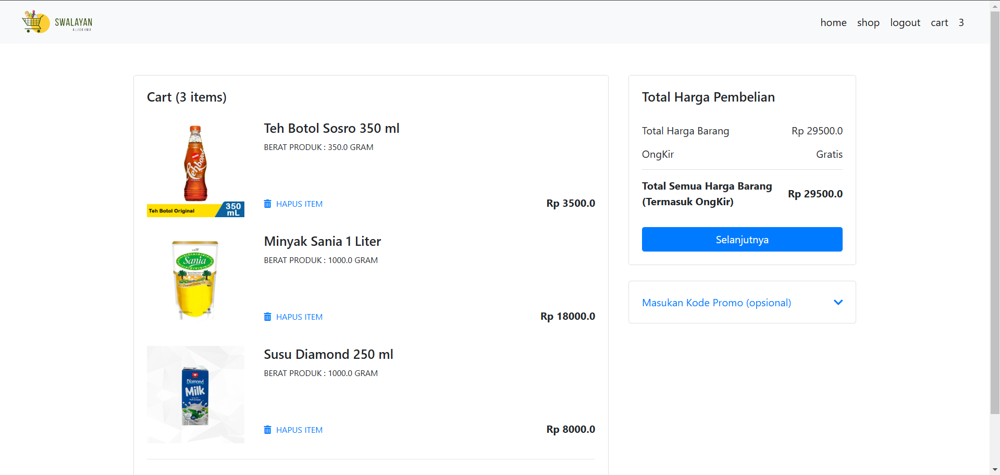 SWALAYAN
home shop logout cart 3
Cart (3 items)
Teh Botol Sosro 350 ml
BERAT PRODUK : 350.0 GRAM
Tehbotol
Teh Botol Original
350
mL
HAPUS ITEM
Rp 3500.0
Minyak Sania 1 Liter
BERAT PRODUK : 1000.0 GRAM
Sania
HAPUS ITEM
Rp 18000.0
Susu Diamond 250 ml
BERAT PRODUK : 1000.0 GRAM
Diamond
Milk
HAPUS ITEM
Rp 8000.0
Total Harga Pembelian
Total Harga Barang Rp 29500.0
OngKir Gratis
Total Semua Harga Barang
(Termasuk OngKir)
Rp 29500.0
Selanjutnya
Masukan Kode Promo (opsional)